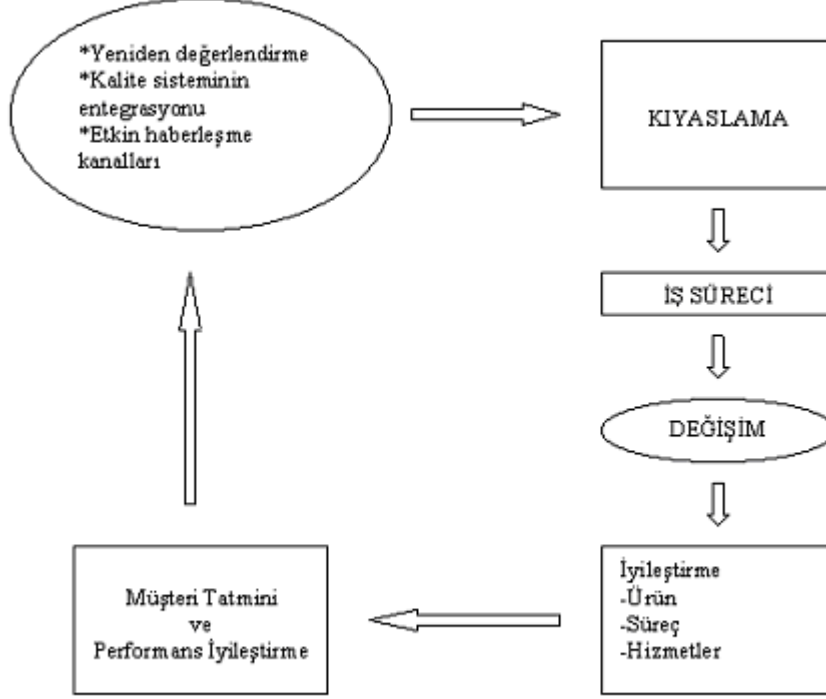 *Yeniden değerlendirme
*Kalite sisteminin
entegrasyonu
*Etkin haberleşme
kanalları
KIYASLAMA
İŞ SÜRECİ
DEĞİŞİM
İyileştirme
-Ürün
-Süreç
-Hizmetler
Müşteri Tatmini
ve
Performans İyileştirme